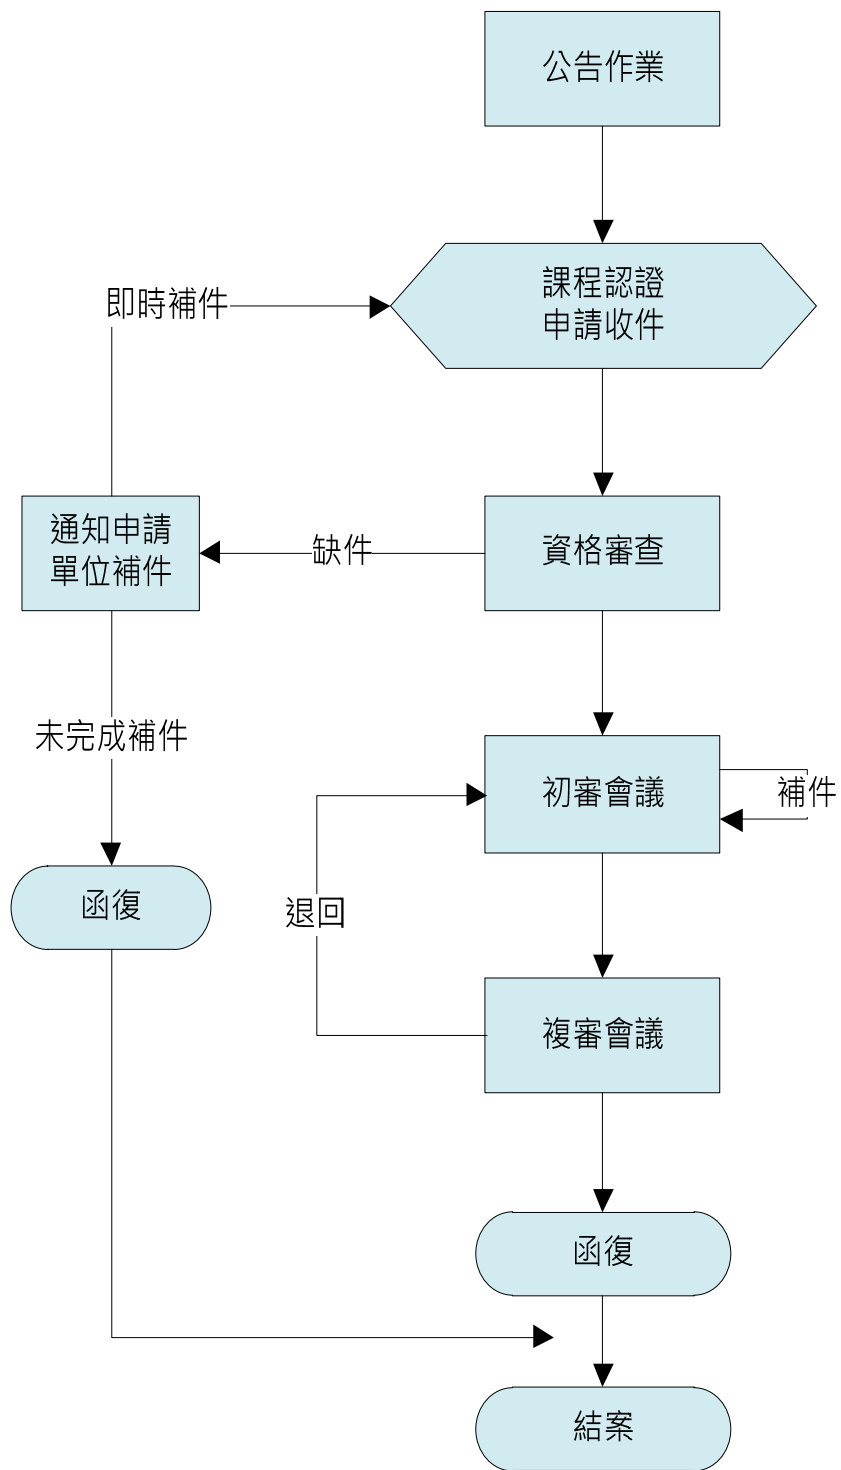 公告作業
課程認證
申請收件
即時補件
通知申請
單位補件
缺件
資格審查
未完成補件
初審會議
補件
函復
退回
複審會議
函復
結案